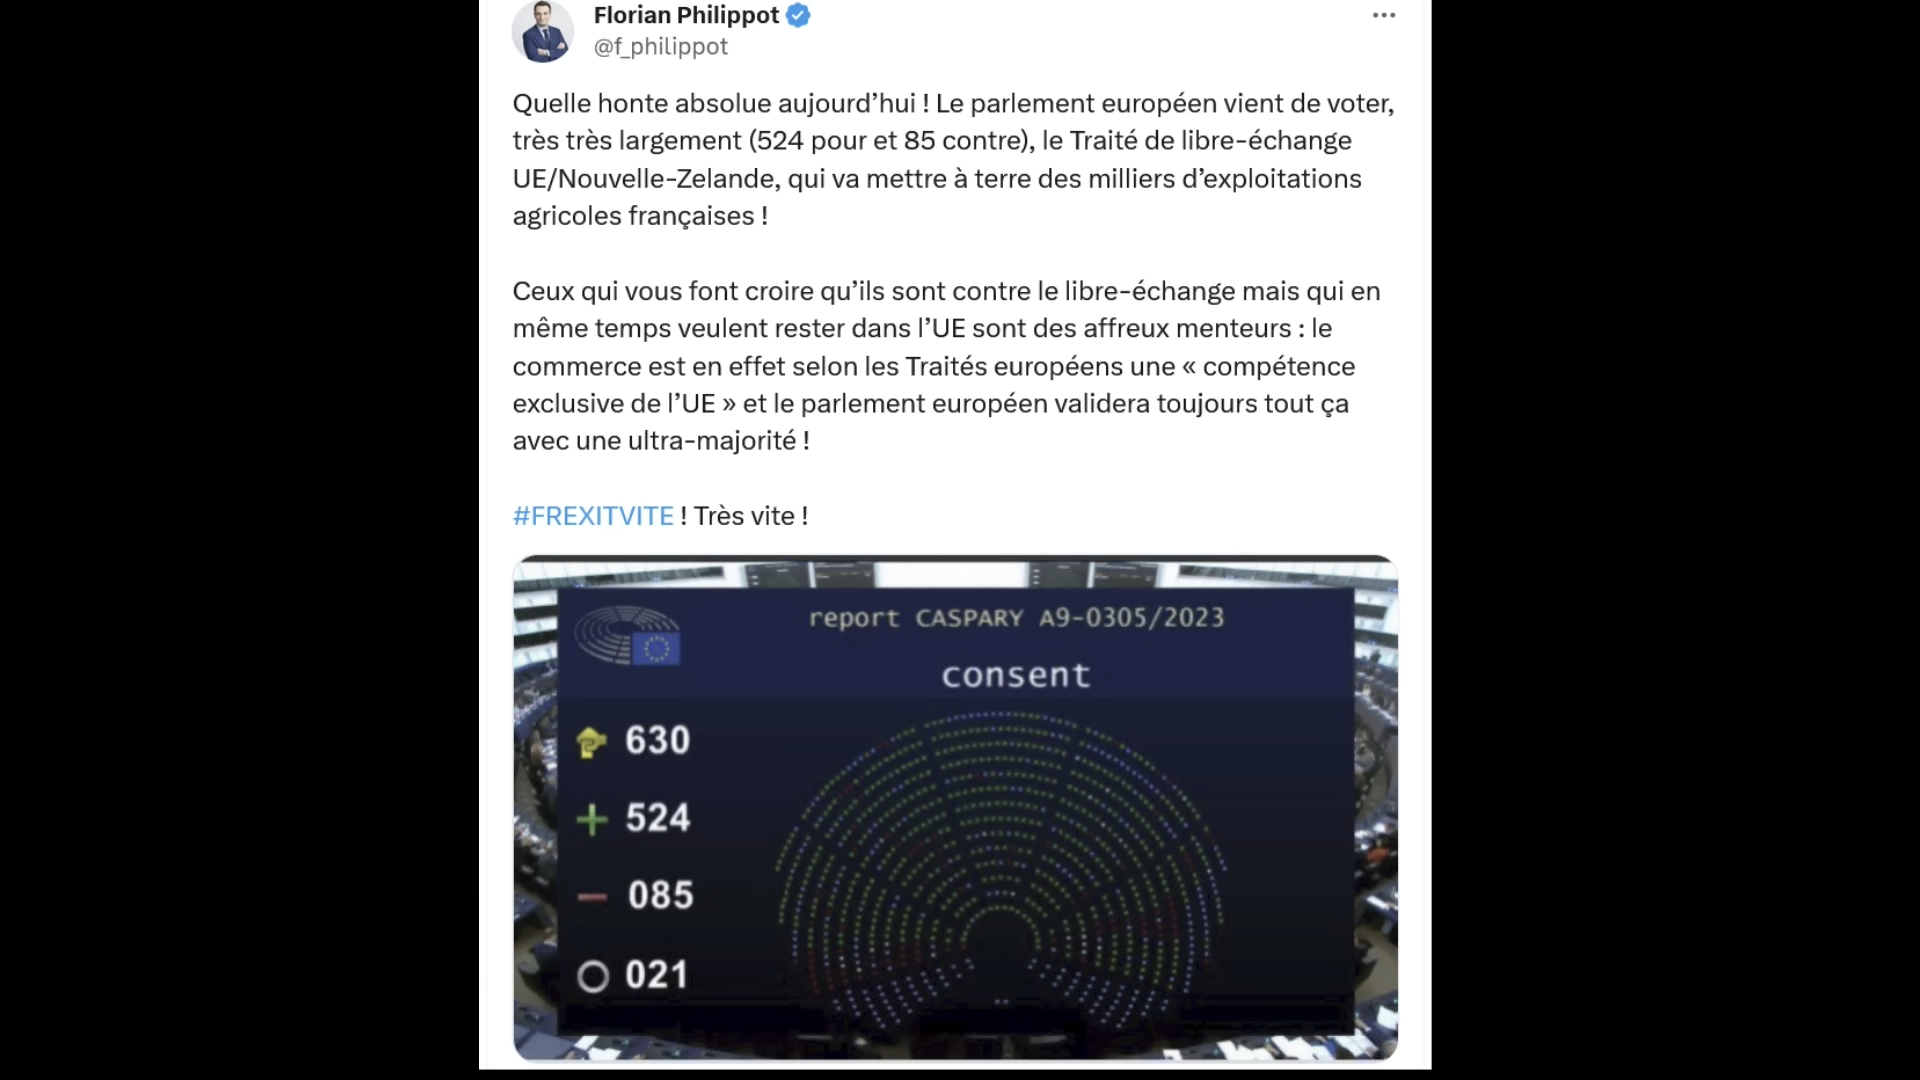 Florian Philippot
@f_philippot
Quelle honte absolue aujourd’hui ! Le parlement européen vient de voter,
très très largement (524 pour et 85 contre), le Traité de libre-échange
UE/Nouvelle-Zelande, qui va mettre à terre des milliers d’exploitations
agricoles françaises !
Ceux qui vous font croire qu’ils sont contre le libre-échange mais qui en
même temps veulent rester dans l’UE sont des affreux menteurs : le
commerce est en effet selon les Traités européens une « compétence
exclusive de l’UE » et le parlement européen validera toujours tout ça
avec une ultra-majorité !
#FREXITVITE ! Très vite !
report CASPARY A9-0305/2023
consent
630
524
085
021